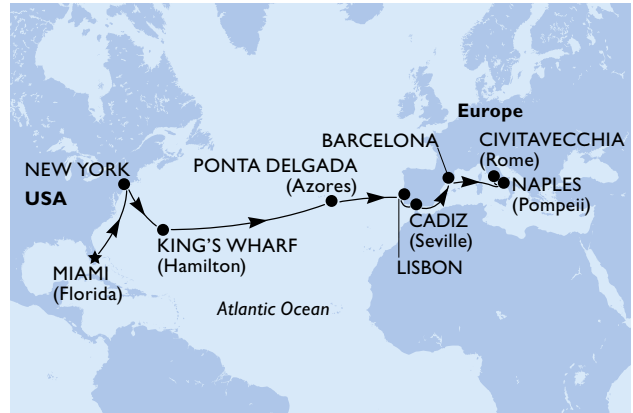 Europe
BARCELONA
CIVITAVECCHIA
(Rome)
NEW YORK
PONTA DELGADA
(Azores)
NAPLES
(Pompeii)
USA
CADIZ
(Seville)
KING'S WHARF
(Hamilton)
LISBON
MIAMI
(Florida)
Atlantic Ocean